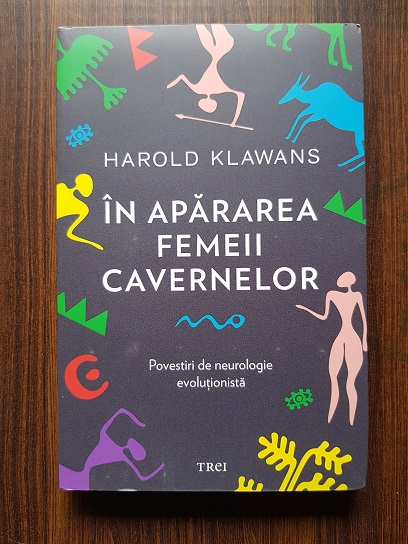 HAROLD KLAWANS
ÎN APĂRAREA
FEMEII
CAVERNELOR
Povestiri de neurologie
evoluționistă
TREI